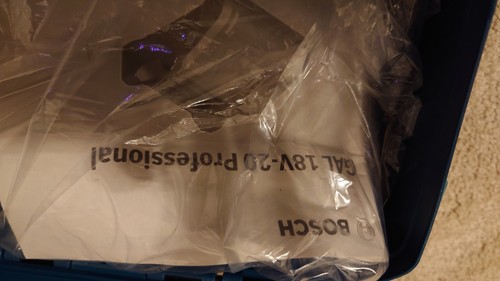 BOSCH
GAL 18V-20 Professional